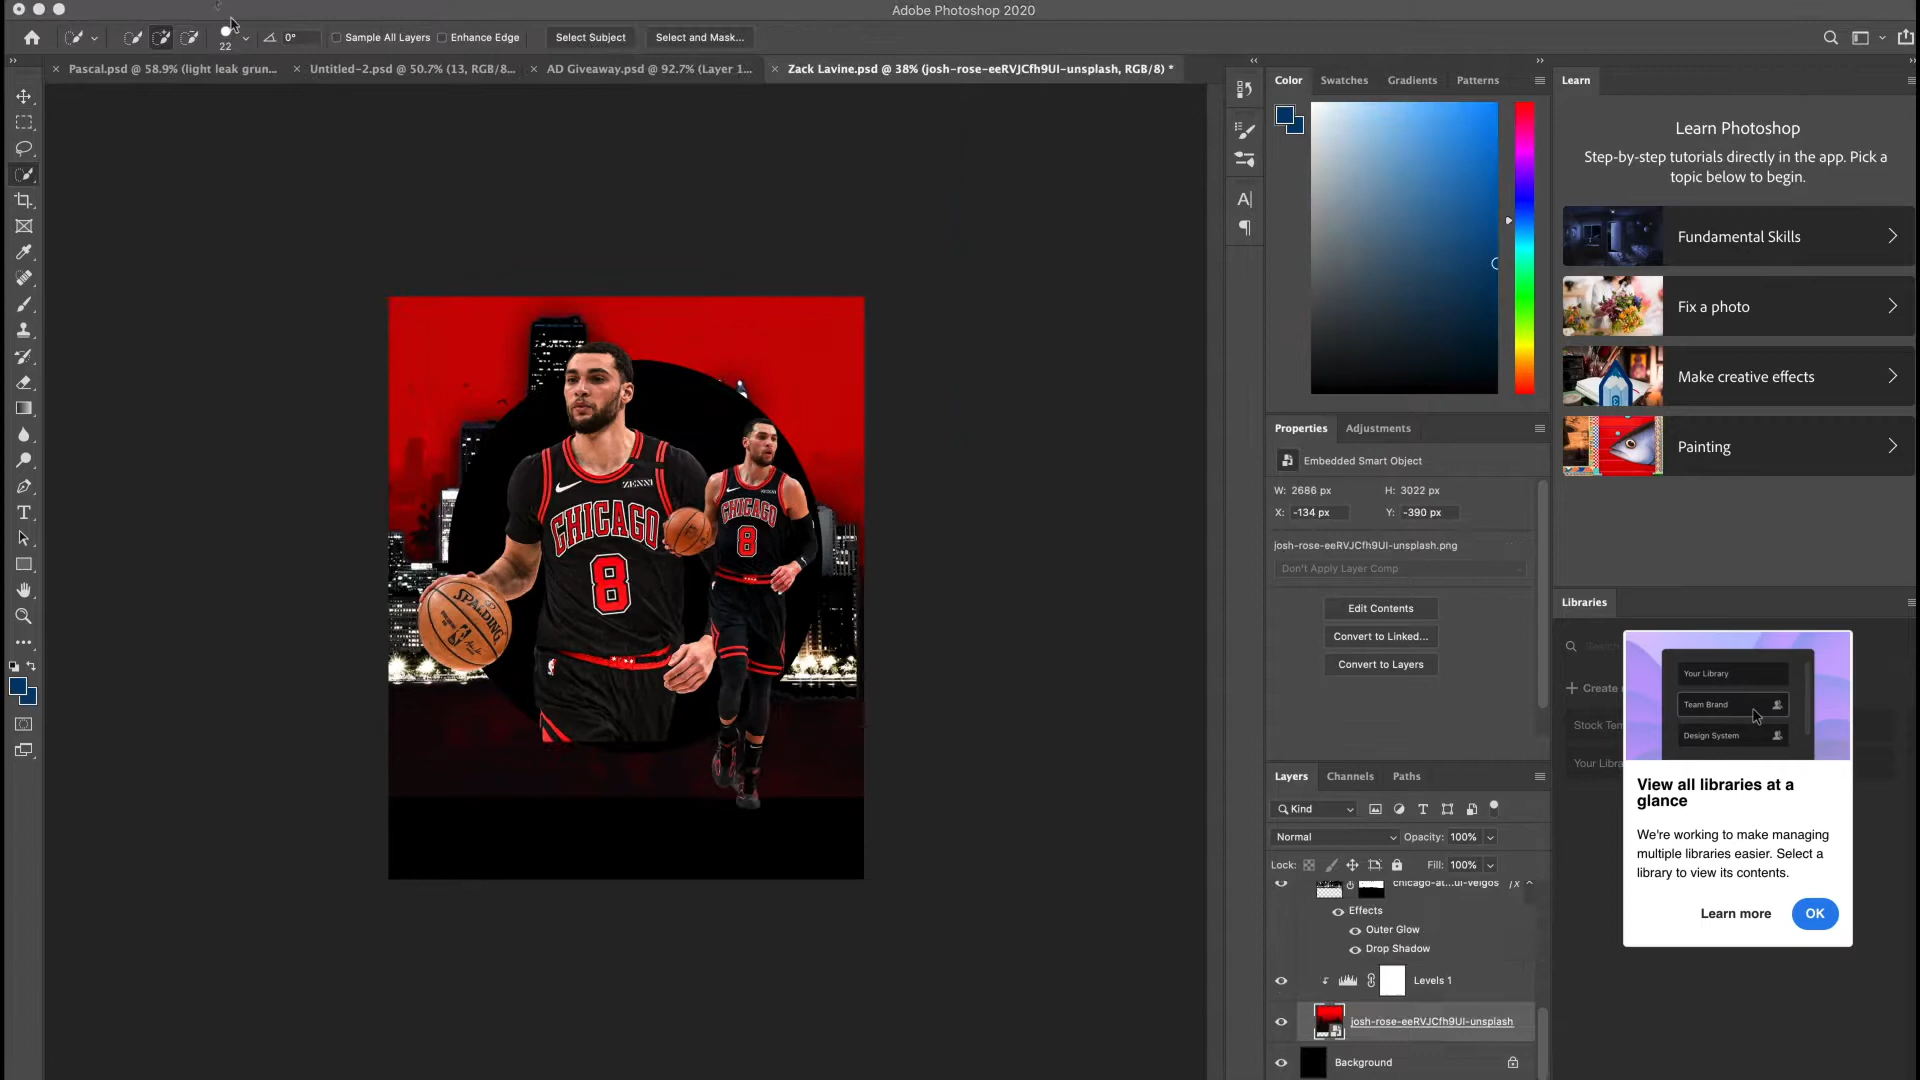 Adobe Photoshop 2020
22
0°
Sample All Layers
Enhance Edge
Select Subject
Select and Mask...
Pascal.psd @ 58.9% (light leak grun...
Untitled-2.psd @ 50.7% (13, RGB/8...
AD Giveaway.psd @ 92.7% (Layer 1...
Zack Lavine.psd @ 38% (josh-rose-eeRVJCfh9UI-unsplash, RGB/8) *
Color
Swatches
Gradients
Patterns
Learn
Learn Photoshop
Step-by-step tutorials directly in the app. Pick a
topic below to begin.
Fundamental Skills
Fix a photo
Make creative effects
Painting
ZENNI
CHICAGO
8
SPALDING
CHICAGO
8
Properties
Adjustments
Embedded Smart Object
W: 2686 px
H: 3022 px
X: -134 px
Y: -390 px
josh-rose-eeRVJCfh9UI-unsplash.png
Don't Apply Layer Comp
Edit Contents
Convert to Linked...
Convert to Layers
Layers
Channels
Paths
Kind
Normal
Opacity: 100%
Lock:
Fill: 100%
chicago-at...ui-velgos
fx
Effects
Outer Glow
Drop Shadow
Levels 1
josh-rose-eeRVJCfh9UI-unsplash
Background
Libraries
Search
Create
Stock Tem
Your Libra
Your Library
Team Brand
Design System
View all libraries at a
glance
We're working to make managing
multiple libraries easier. Select a
library to view its contents.
Learn more
OK